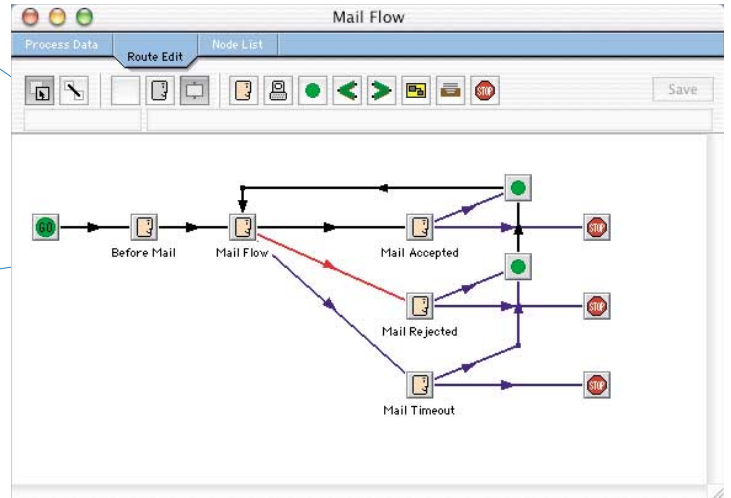 Mail Flow
Process Data
Route Edit
Node List
STOP
Save
GO
Before Mail
Mail Flow
Mail Accepted
STOP
Mail Rejected
STOP
Mail Timeout
STOP